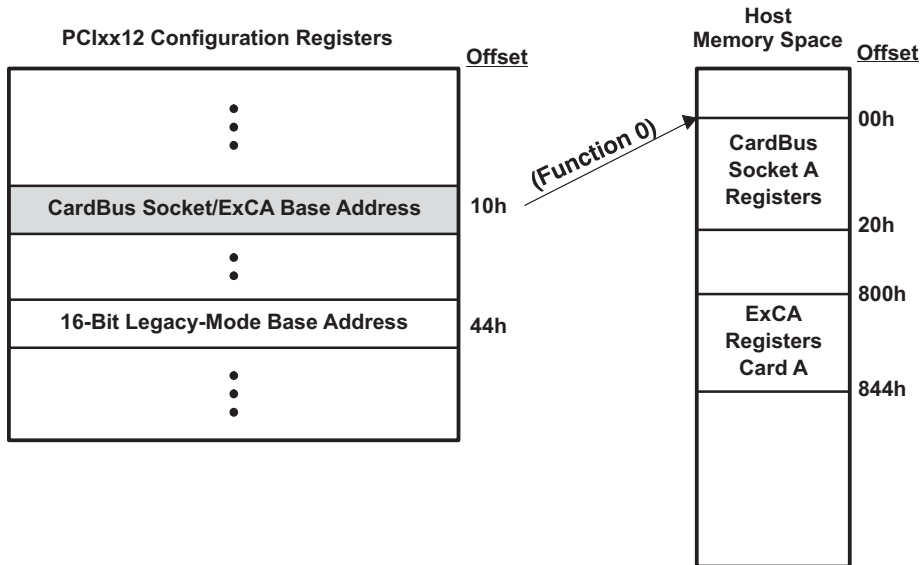 PCIxx12 Configuration Registers
Offset
CardBus Socket/ExCA Base Address
10h
16-Bit Legacy-Mode Base Address
44h
(Function 0)
Host
Memory Space
Offset
00h
CardBus
Socket A
Registers
20h
800h
ExCA
Registers
Card A
844h